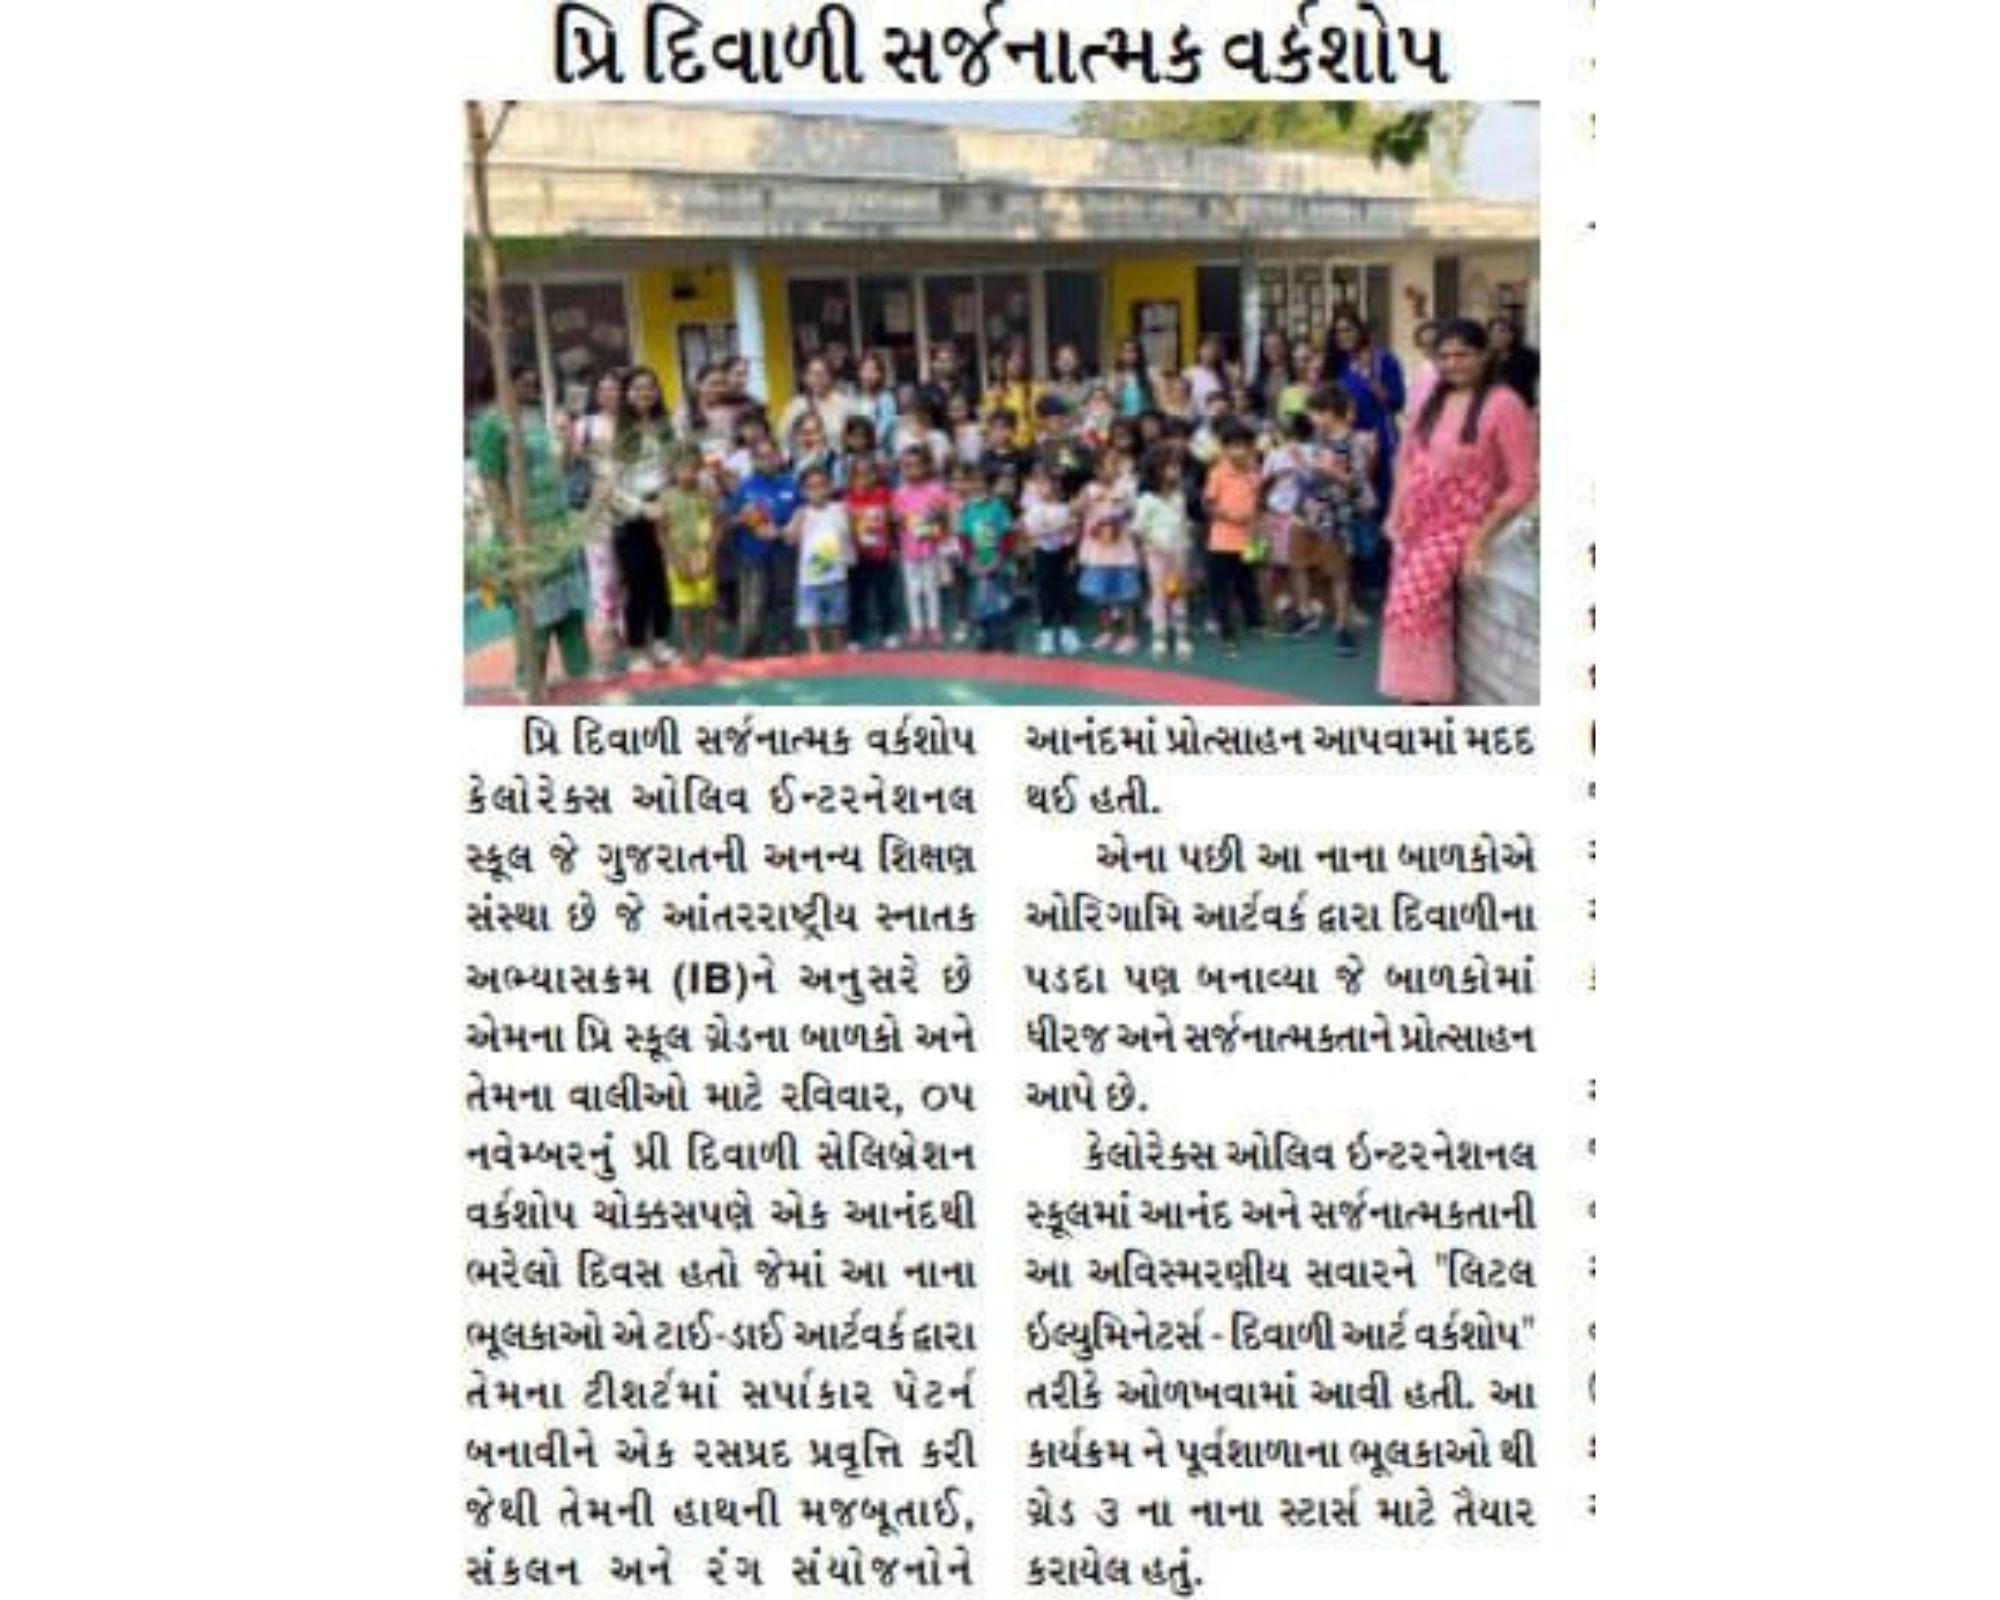 પ્રિ દિવાળી સર્જનાત્મક વર્કશોપ
પ્રિ દિવાળી સર્જનાત્મક વર્કશોપ
કેલોરેક્સ ઓલિવ ઈન્ટરનેશનલ
સ્કૂલ જે ગુજરાતની અનન્ય શિક્ષણ
સંસ્થા છે જે આંતરરાષ્ટ્રીય સ્નાતક
અભ્યાસક્રમ (IB)ને અનુસરે છે
એમના પ્રિ સ્કૂલ ગ્રેડના બાળકો અને
તેમના વાલીઓ માટે રવિવાર, ૦૫
નવેમ્બરનું પ્રી દિવાળી સેલિબ્રેશન
વર્કશોપ ચોક્કસપણે એક આનંદથી
ભરેલો દિવસ હતો જેમાં આ નાના
ભૂલકાઓ એ ટાઈ-ડાઈ આર્ટવર્ક દ્વારા
તેમના ટીશર્ટમાં સર્પાકાર પેટર્ન
બનાવીને એક રસપ્રદ પ્રવૃત્તિ કરી
જેથી તેમની હાથની મજબૂતાઈ,
સંકલન અને રંગ સંયોજનોને
આનંદમાં પ્રોત્સાહન આપવામાં મદદ
થઈ હતી.
એના પછી આ નાના બાળકોએ
ઓરિગામિ આર્ટવર્ક દ્વારા દિવાળીના
પડદા પણ બનાવ્યા જે બાળકોમાં
ધીરજ અને સર્જનાત્મકતાને પ્રોત્સાહન
આપે છે.
કેલોરેક્સ ઓલિવ ઇન્ટરનેશનલ
સ્કૂલમાં આનંદ અને સર્જનાત્મકતાની
આ અવિસ્મરણીય સવારને "લિટલ
ઇલ્યુમિનેટર્સ - દિવાળી આર્ટ વર્કશોપ"
તરીકે ઓળખવામાં આવી હતી. આ
કાર્યક્રમ ને પૂર્વશાળાના ભૂલકાઓ થી
ગ્રેડ ૩ ના નાના સ્ટાર્સ માટે તૈયાર
કરાયેલ હતું.